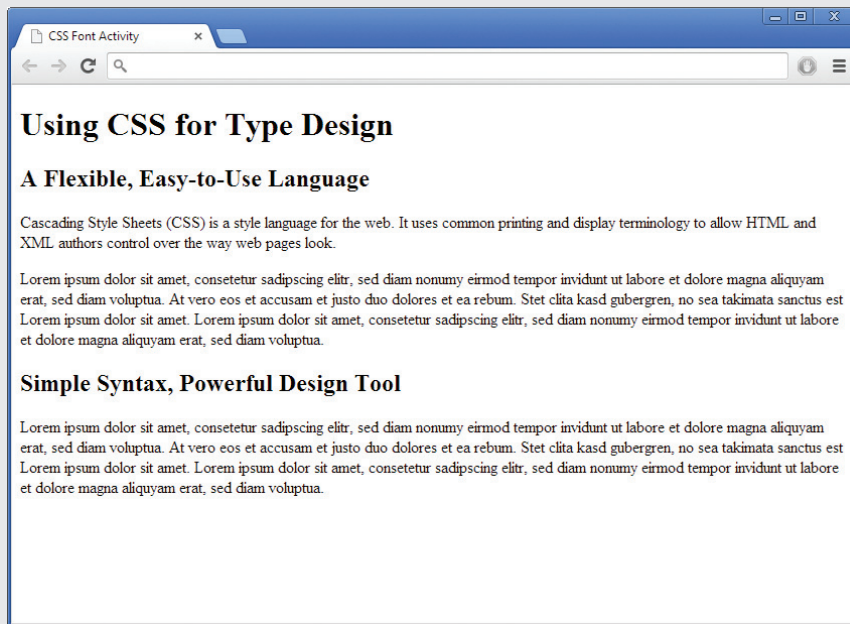 CSS Font Activity
Using CSS for Type Design
A Flexible, Easy-to-Use Language
Cascading Style Sheets (CSS) is a style language for the web. It uses common printing and display terminology to allow HTML and
XML authors control over the way web pages look.
Lorem ipsum dolor sit amet, consetetur sadipscing elitr, sed diam nonumy eirmod tempor invidunt ut labore et dolore magna aliquyam
erat, sed diam voluptua. At vero eos et accusam et justo duo dolores et ea rebum. Stet clita kasd gubergren, no sea takimata sanctus est
Lorem ipsum dolor sit amet. Lorem ipsum dolor sit amet, consetetur sadipscing elitr, sed diam nonumy eirmod tempor invidunt ut labore
et dolore magna aliquyam erat, sed diam voluptua.
Simple Syntax, Powerful Design Tool
Lorem ipsum dolor sit amet, consetetur sadipscing elitr, sed diam nonumy eirmod tempor invidunt ut labore et dolore magna aliquyam
erat, sed diam voluptua. At vero eos et accusam et justo duo dolores et ea rebum. Stet clita kasd gubergren, no sea takimata sanctus est
Lorem ipsum dolor sit amet. Lorem ipsum dolor sit amet, consetetur sadipscing elitr, sed diam nonumy eirmod tempor invidunt ut labore
et dolore magna aliquyam erat, sed diam voluptua.